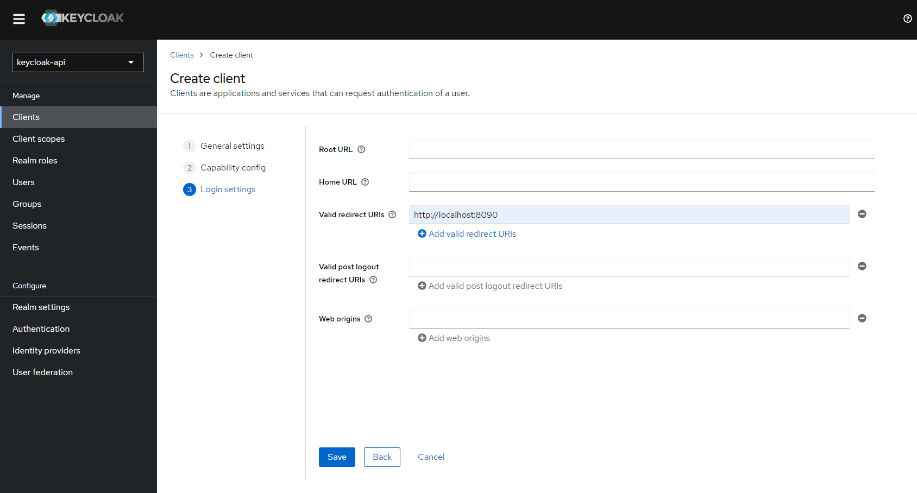 KEYCLOAK
keycloak-api
Manage
Clients
Client scopes
Realm roles
Users
Groups
Sessions
Events
Configure
Realm settings
Authentication
Identity providers
User federation
Clients > Create client
Create client
Clients are applications and services that can request authentication of a user.
1 General settings
2 Capability config
3 Login settings
Root URL
Home URL
Valid redirect URIs
http://localhost:8090
Add valid redirect URIs
Valid post logout
redirect URIs
Add valid post logout redirect URIs
Web origins
Add web origins
Save Back Cancel